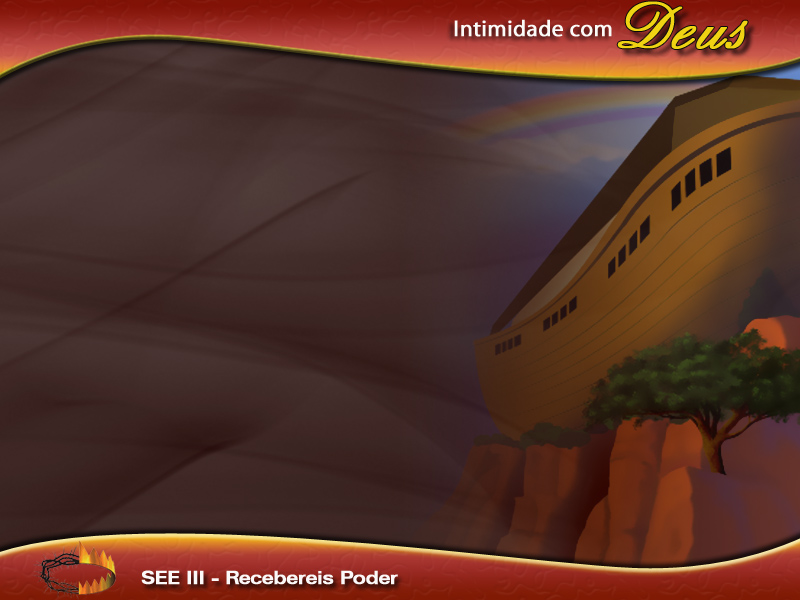 Intimidade com Deus
SEE III - Recebereis Poder